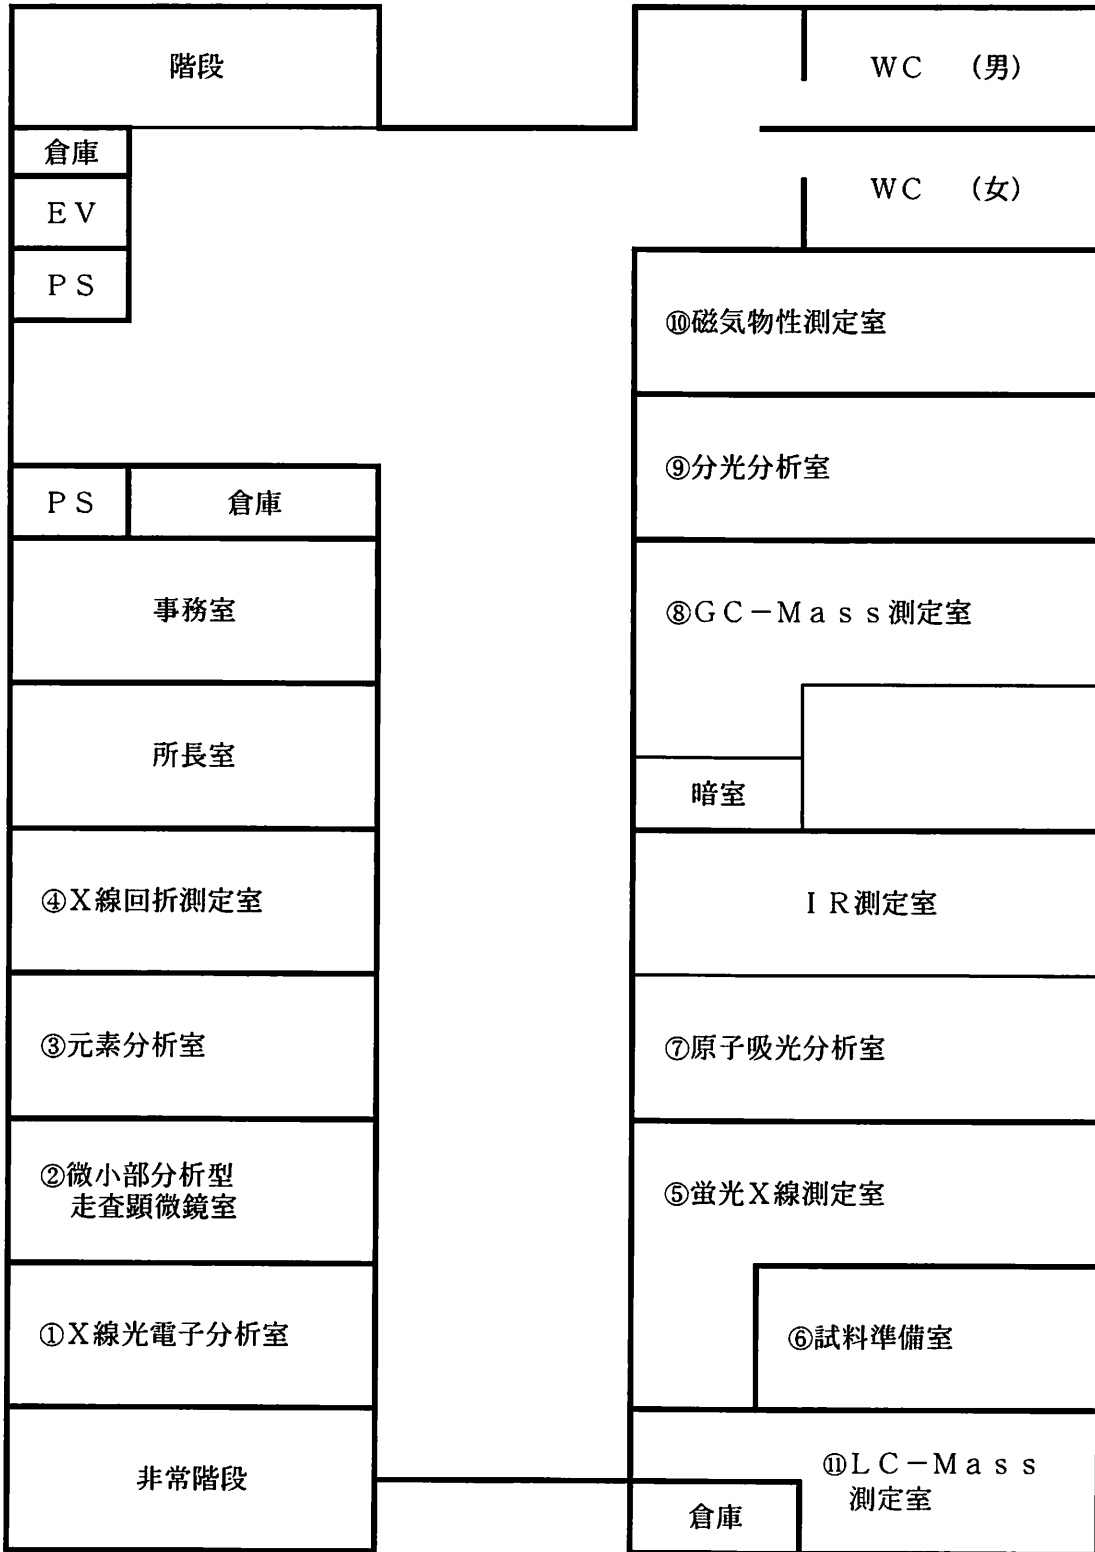 階段
WC (男)
倉庫
EV
WC (女)
PS
⑩磁気物性測定室
⑨分光分析室
PS
倉庫
事務室
⑧GC－Mass測定室
所長室
暗室
④X線回折測定室
IR測定室
③元素分析室
⑦原子吸光分析室
②微小部分析型
走査顕微鏡室
⑤蛍光X線測定室
①X線光電子分析室
⑥試料準備室
非常階段
⑪LC－Mass
測定室
倉庫